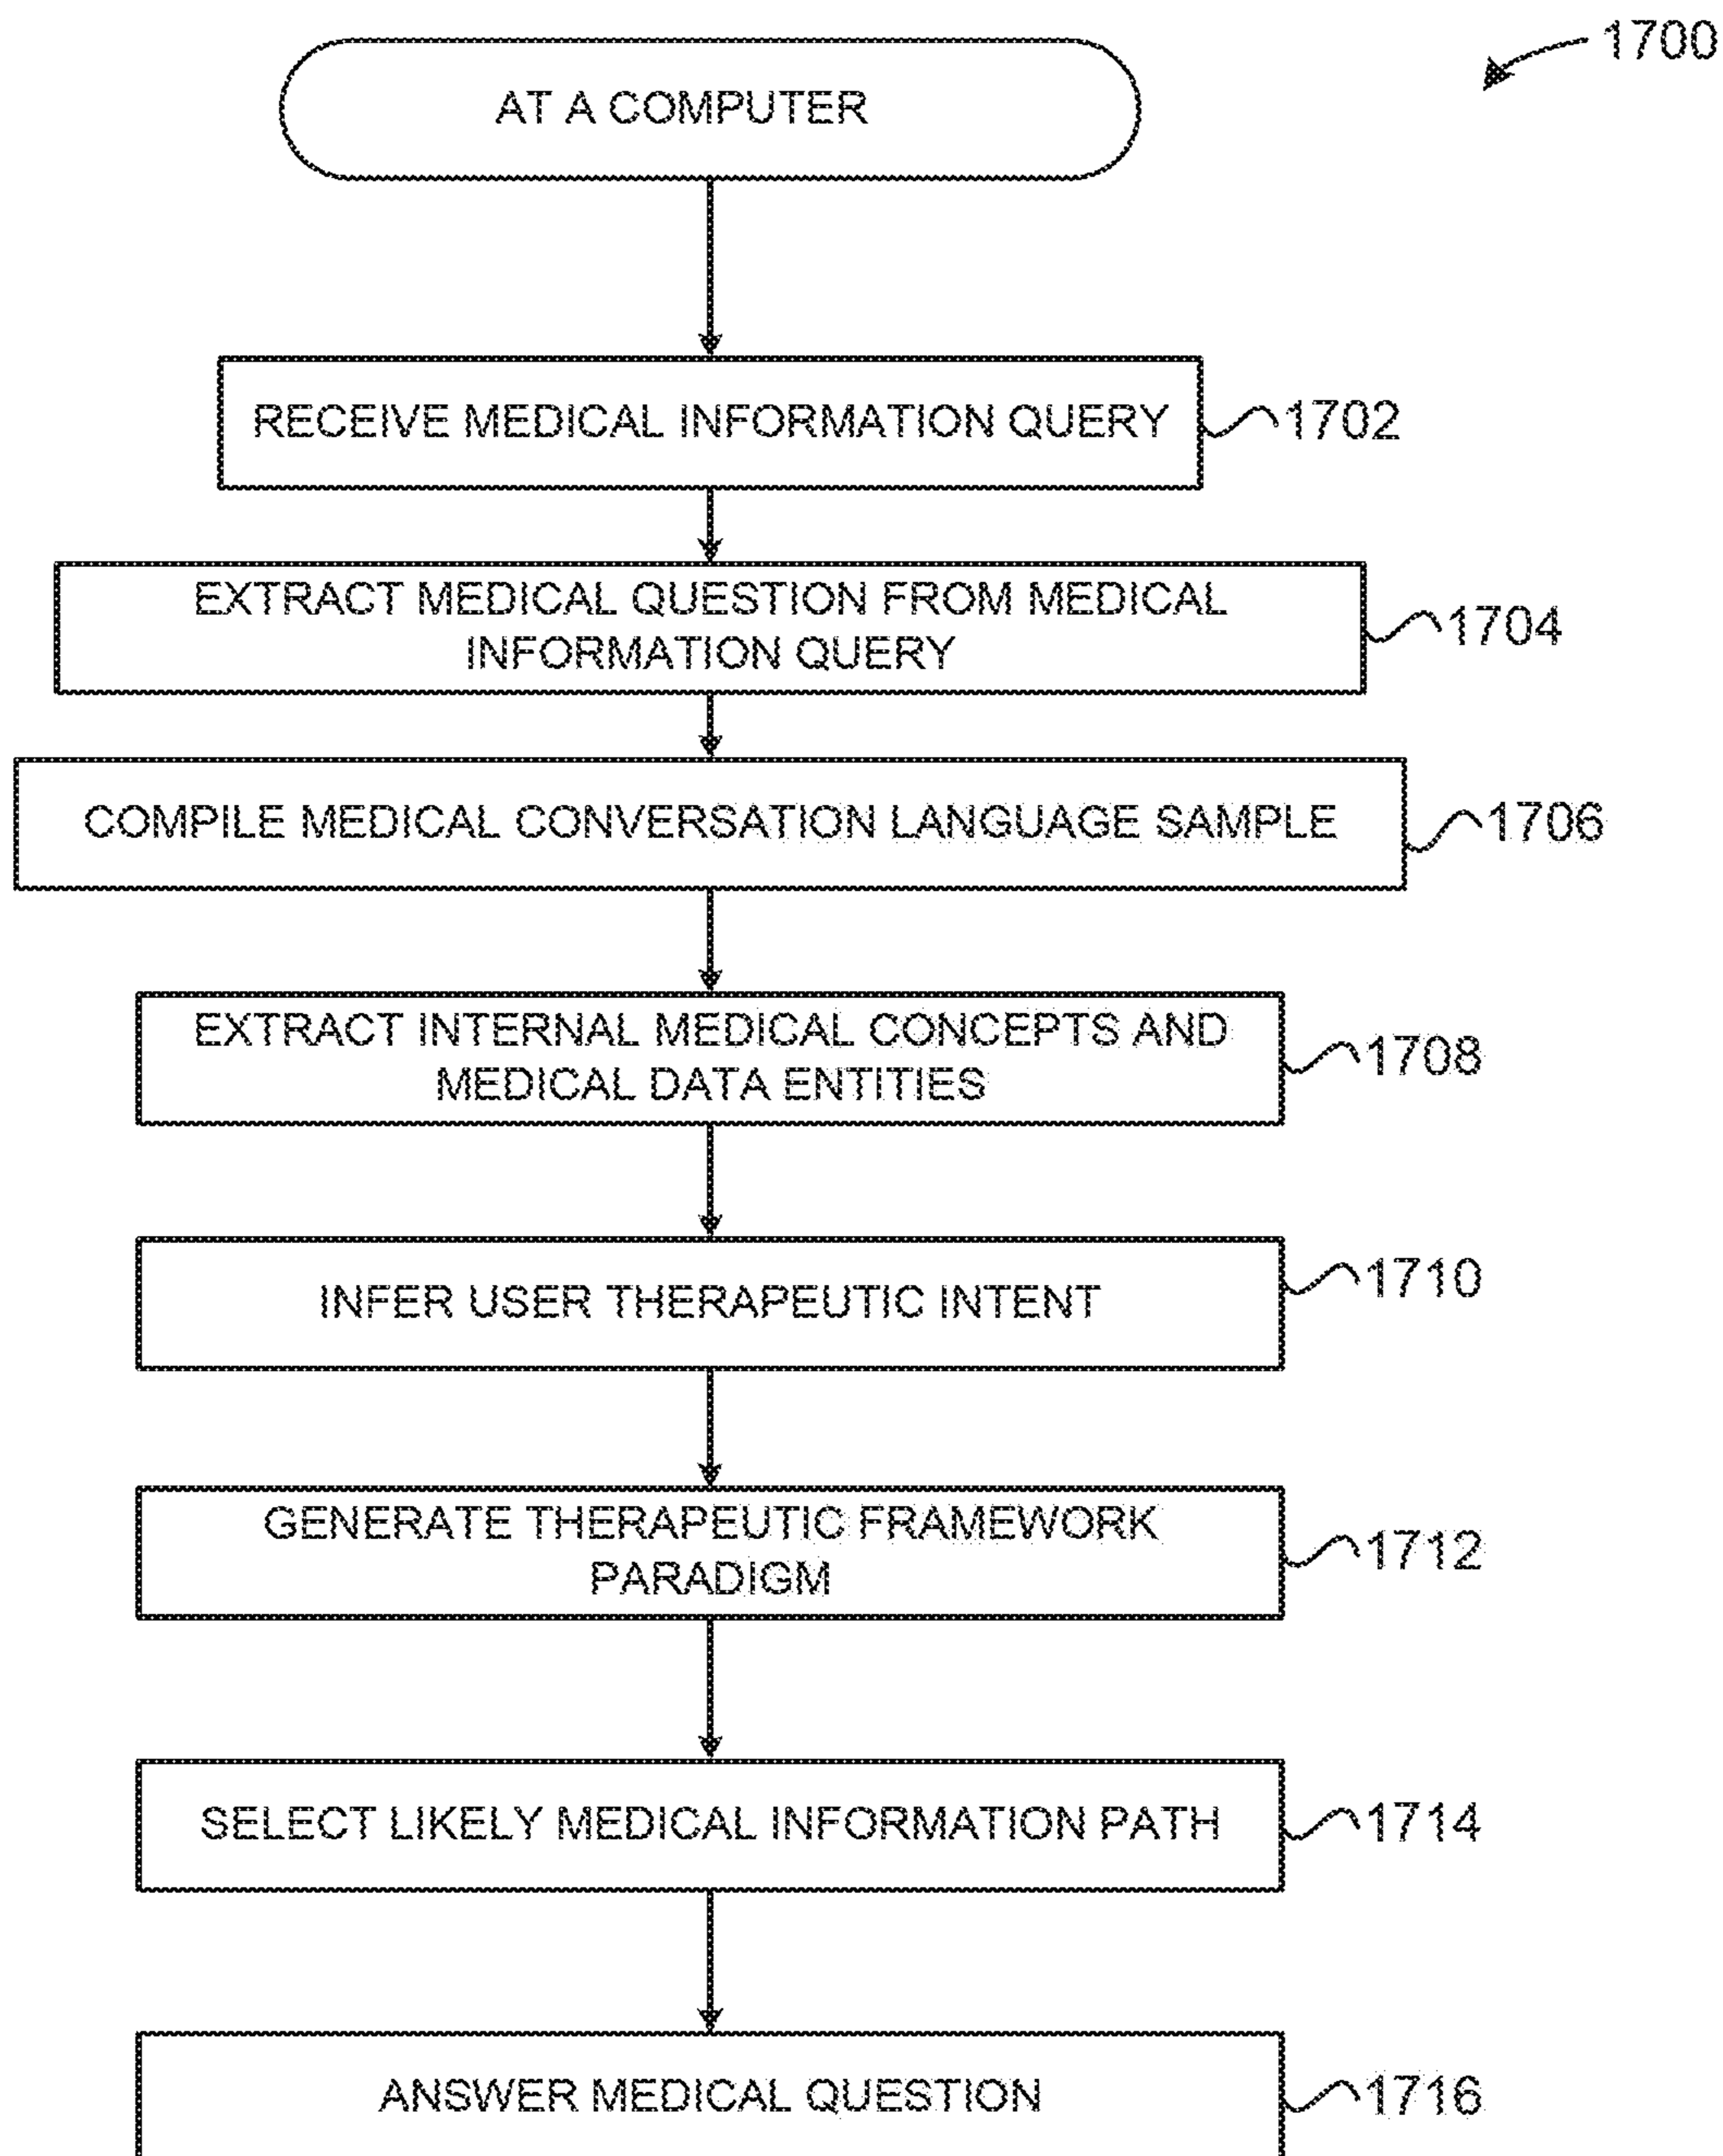 1700
AT A COMPUTER
RECEIVE MEDICAL INFORMATION QUERY
1702
EXTRACT MEDICAL QUESTION FROM MEDICAL
INFORMATION QUERY
1704
COMPILE MEDICAL CONVERSATION LANGUAGE SAMPLE
1706
EXTRACT INTERNAL MEDICAL CONCEPTS AND
MEDICAL DATA ENTITIES
1708
INFER USER THERAPEUTIC INTENT
1710
GENERATE THERAPEUTIC FRAMEWORK
PARADIGM
1712
SELECT LIKELY MEDICAL INFORMATION PATH
1714
ANSWER MEDICAL QUESTION
1716